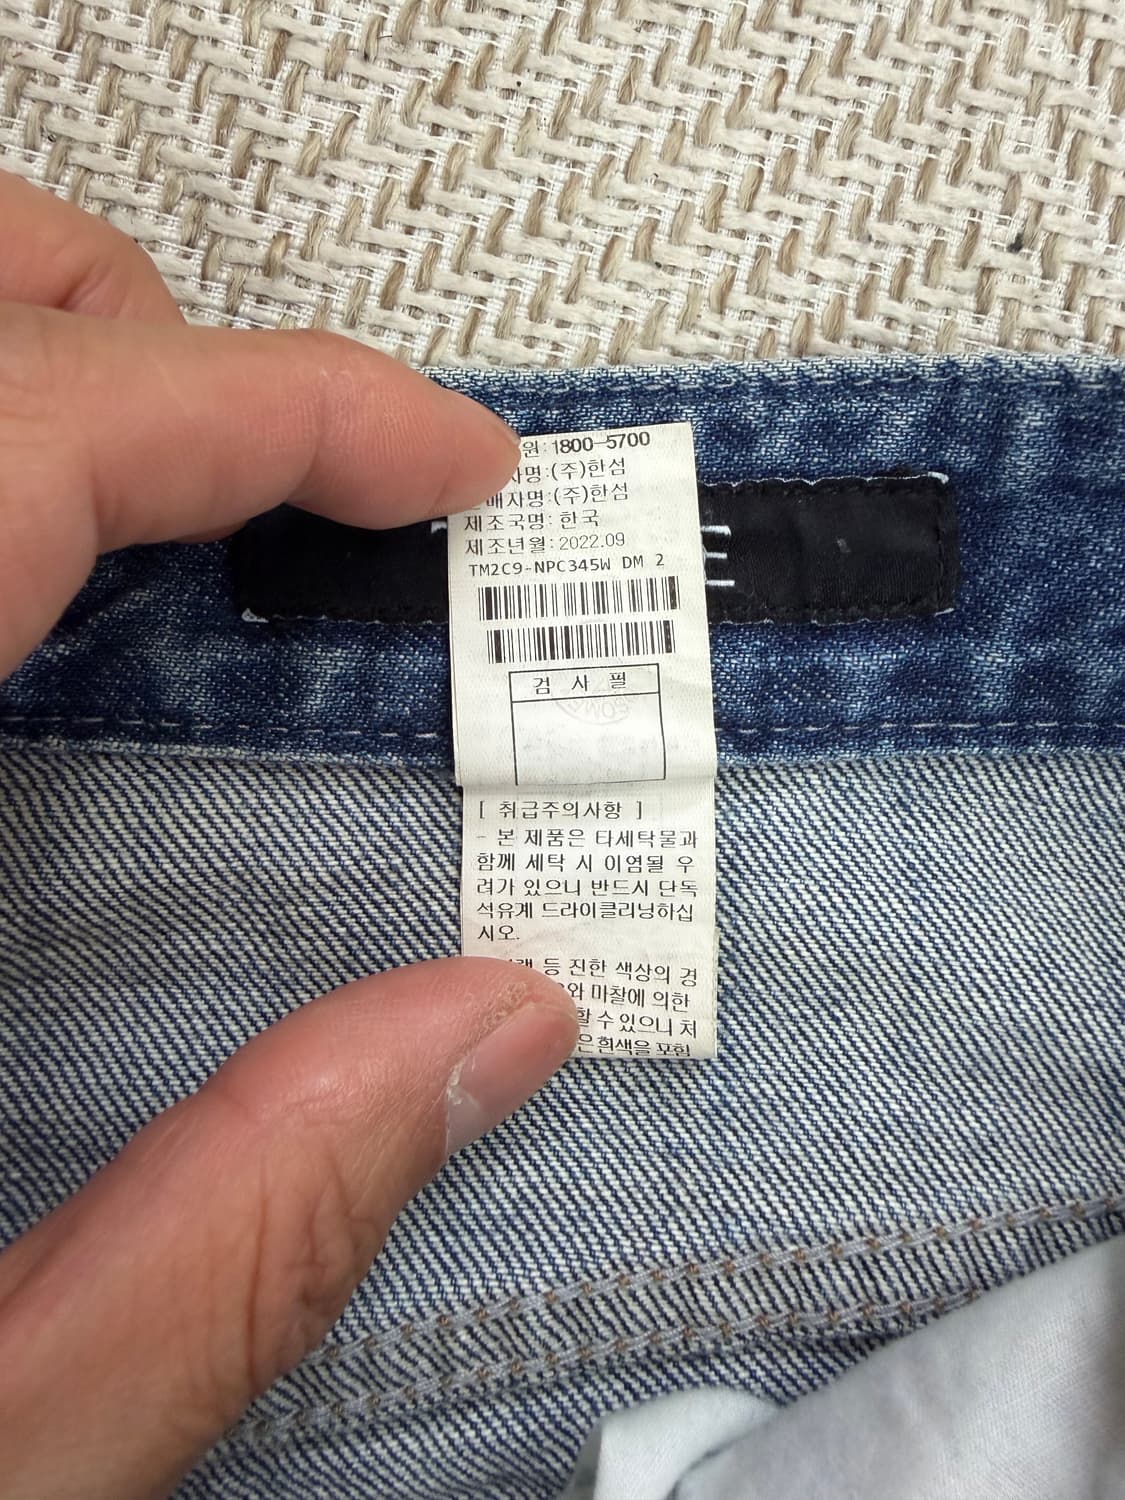 원:1800-5700
자명:(주)한섬
매자명:(주)한섬
제조국명: 한국
제조년월:2022.09
TM2C9-NPC345W DM 2
검 사 필
[ 취급주의사항 ]
- 본 제품은 타세탁물과
함께 세탁 시 이염될 우
려가 있으니 반드시 단독
석유계 드라이클리닝하십
시오.
등 진한 색상의 경
와 마찰에 의한
할 수 있으니 처
은 흰색을 포함